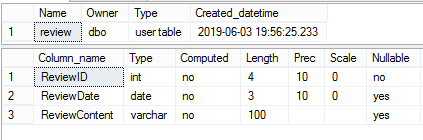 Name Owner Type Created_datetime
1 review dbo user table 2019-06-03 19:56:25.233
Column_name Type Computed Length Prec Scale Nullable
1 ReviewID int no 4 10 0 no
2 ReviewDate date no 3 10 0 yes
3 ReviewContent varchar no 100 yes